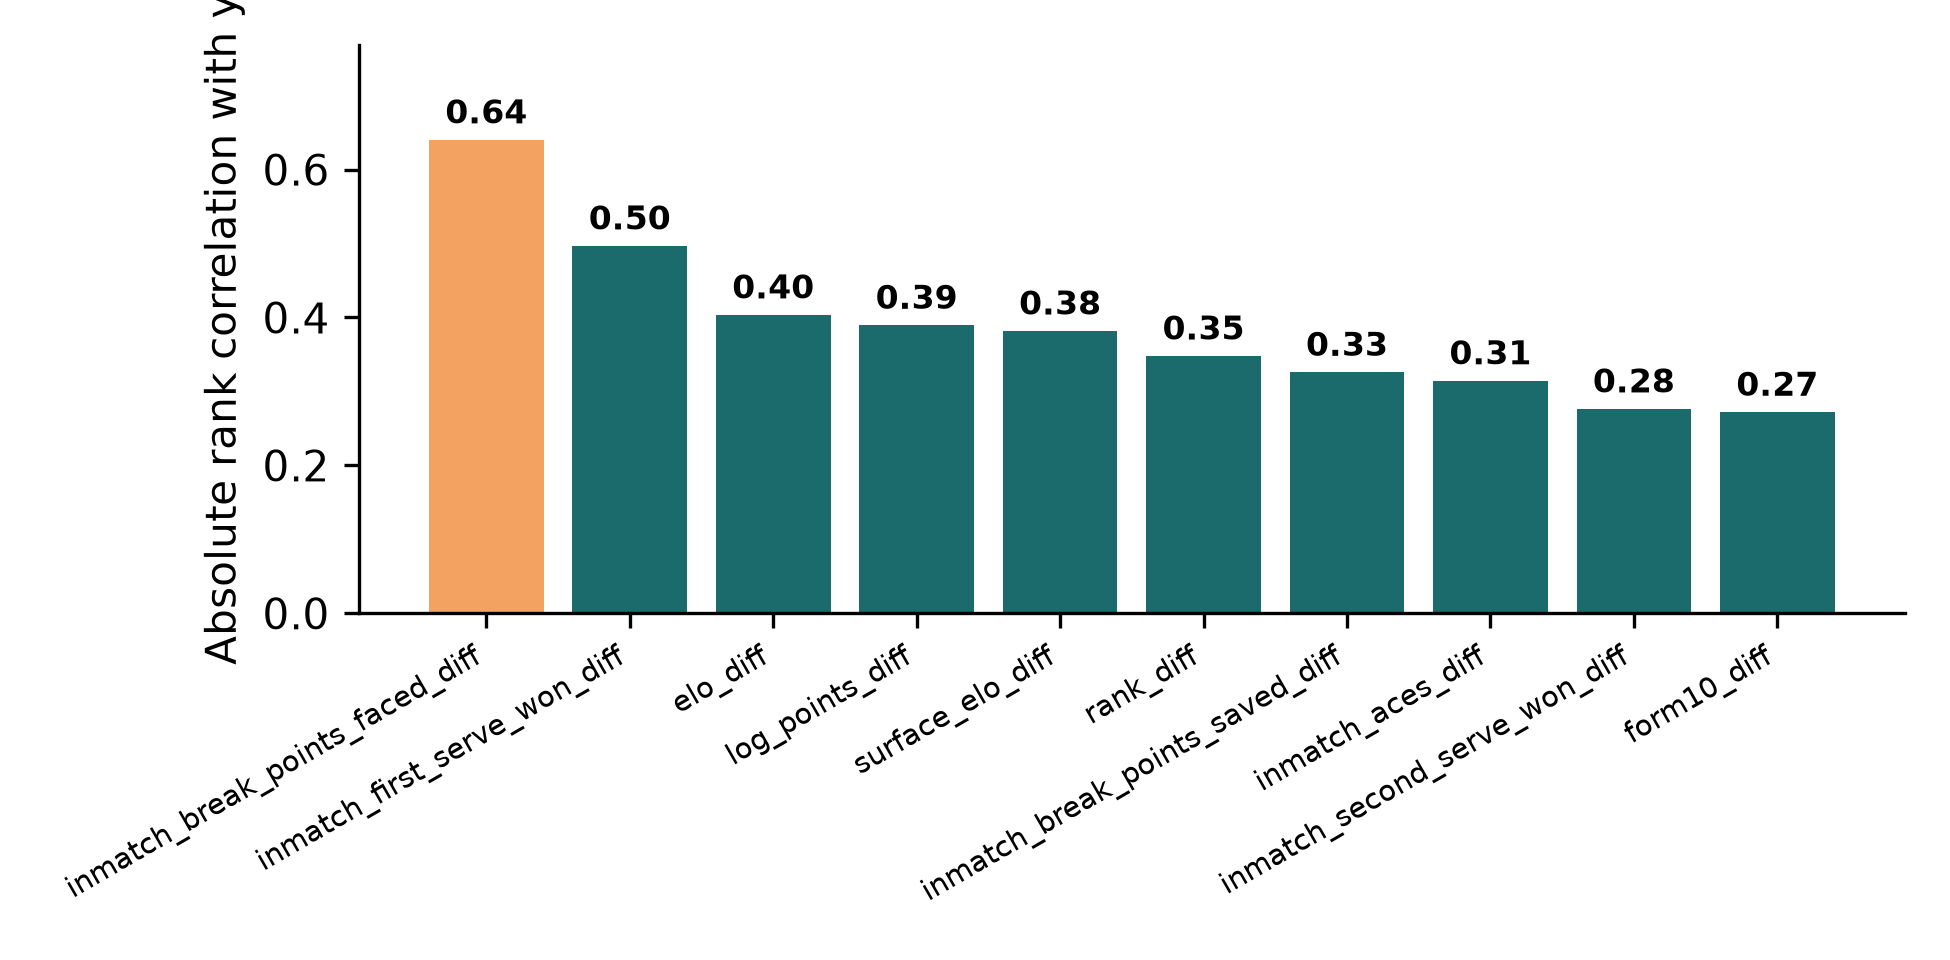 Absolute rank correlation with y
0.6
0.4
0.2
0.0
0.64
0.50
0.40
0.39
0.38
0.35
0.33
0.31
0.28
0.27
inmatch_break_points_faced_diff
inmatch_first_serve_won_diff
elo_diff
log_points_diff
surface_elo_diff
rank_diff
inmatch_break_points_saved_diff
inmatch_aces_diff
inmatch_second_serve_won_diff
form10_diff